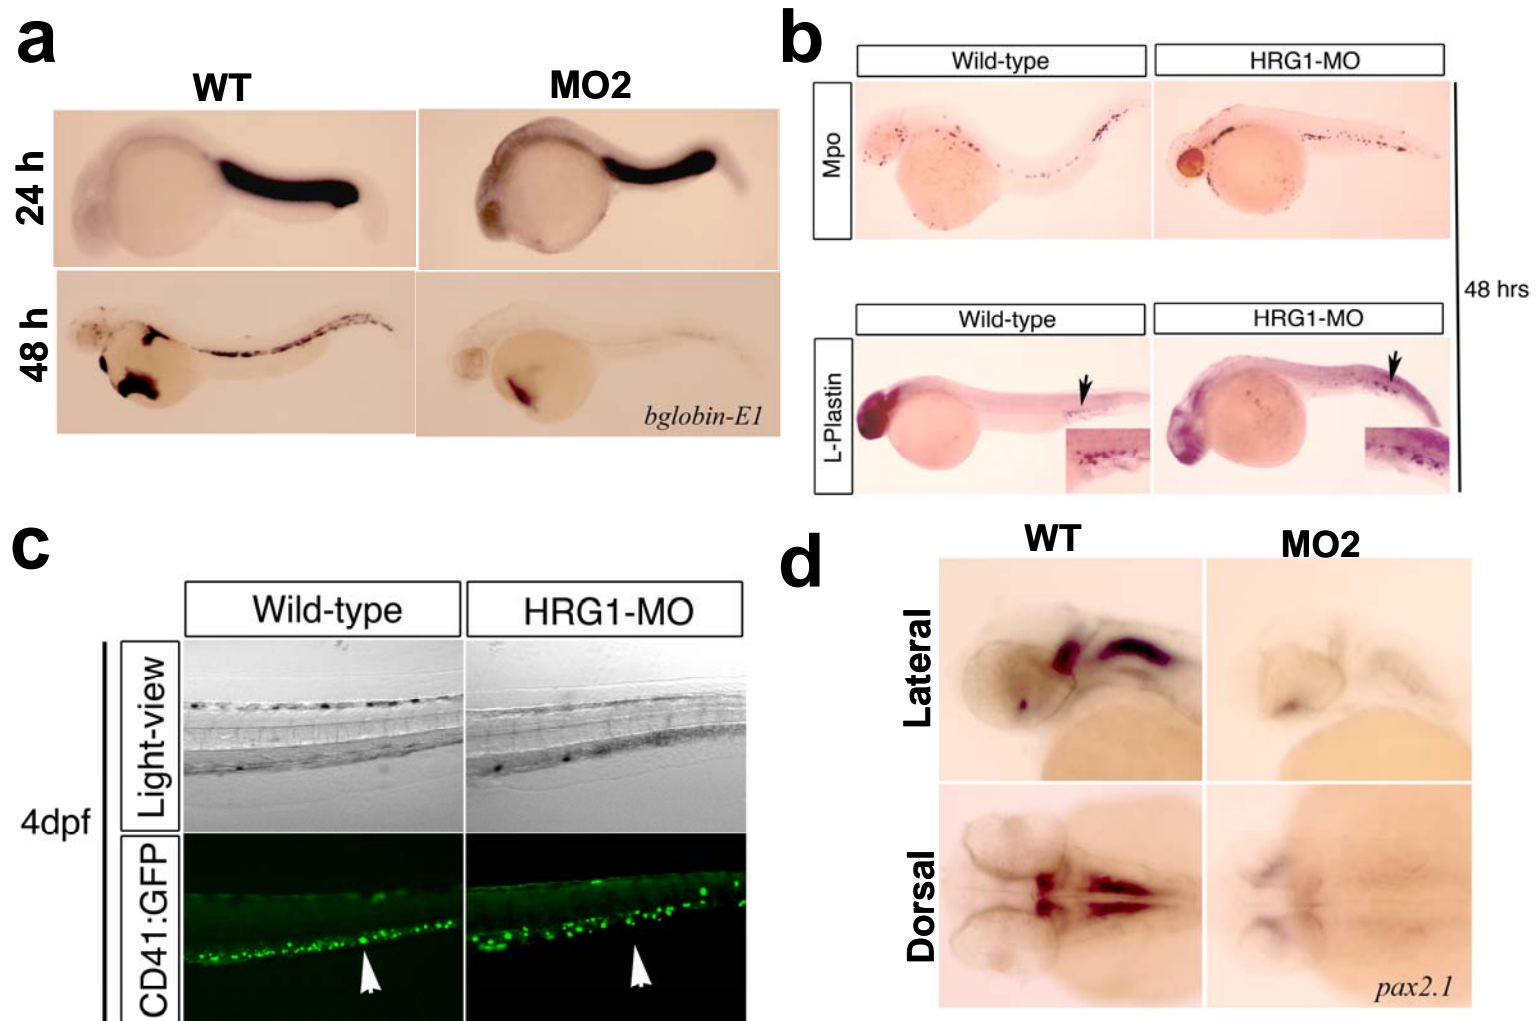 a
WT
MO2
24 h
48 h
bglobin-E1
b
Wild-type
HRG1-MO
Mpo
Wild-type
HRG1-MO
L-Plastin
48 hrs
c
Wild-type
HRG1-MO
Light-view
CD41:GFP
4dpf
d
WT
MO2
Lateral
Dorsal
pax2.1